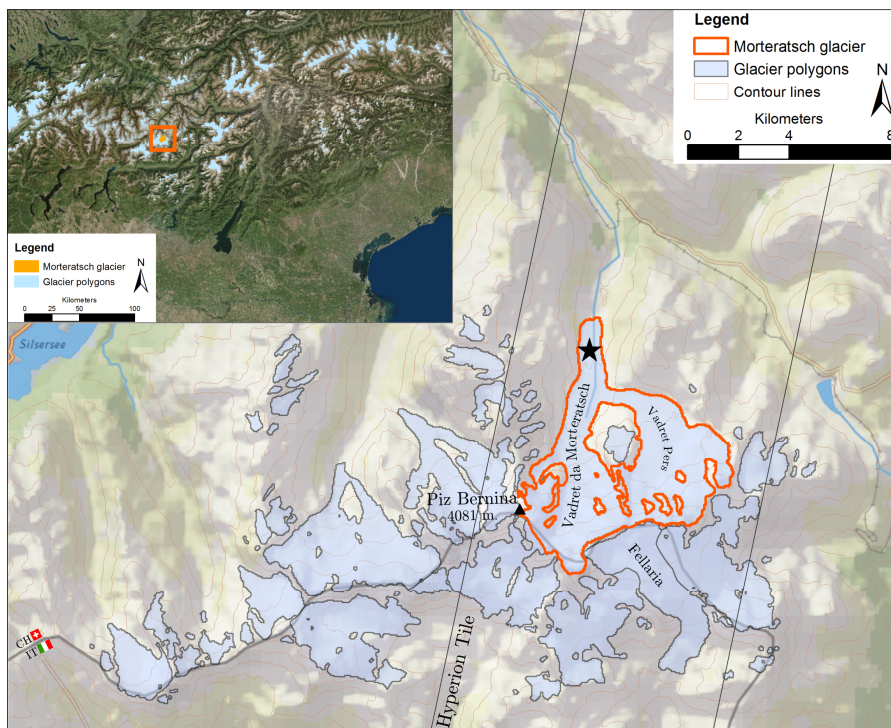 Legend
Morteratsch glacier
Glacier polygons
Contour lines
N
Kilometers
0 2 4 8
Legend
Morteratsch glacier
Glacier polygons
N
Kilometers
0 25 50 100
Silsersee
Vadret da Morteratsch
Vadret Pers
Piz Bernina
4081 m
Fellaria
Hyperion Tile
CH
IT